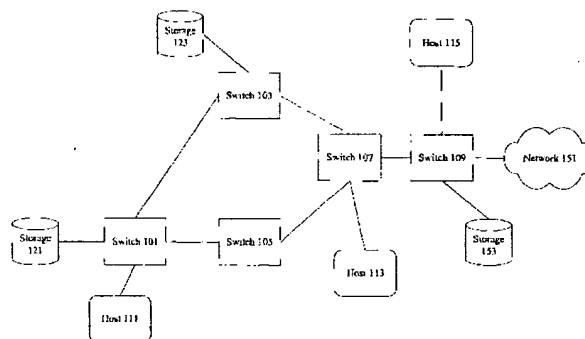 Storage
123
Host 115
Switch 103
Switch 107
Switch 109
Network 151
Storage
121
Switch 101
Switch 105
Storage
153
Host 113
Host 111